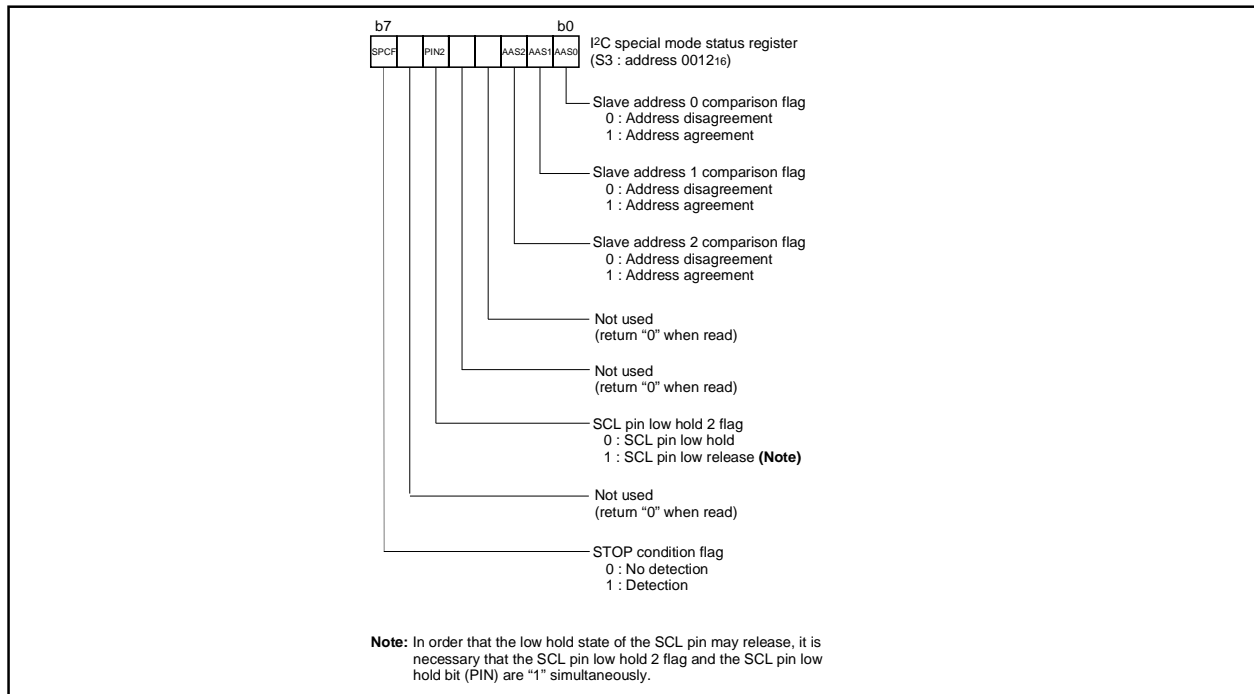 b7 b0
SPCF PIN2 AAS2 AAS1 AAS0
I2C special mode status register
(S3 : address 001216)
Slave address 0 comparison flag
0 : Address disagreement
1 : Address agreement
Slave address 1 comparison flag
0 : Address disagreement
1 : Address agreement
Slave address 2 comparison flag
0 : Address disagreement
1 : Address agreement
Not used
(return “0” when read)
Not used
(return “0” when read)
SCL pin low hold 2 flag
0 : SCL pin low hold
1 : SCL pin low release (Note)
Not used
(return “0” when read)
STOP condition flag
0 : No detection
1 : Detection
Note: In order that the low hold state of the SCL pin may release, it is
necessary that the SCL pin low hold 2 flag and the SCL pin low
hold bit (PIN) are “1” simultaneously.